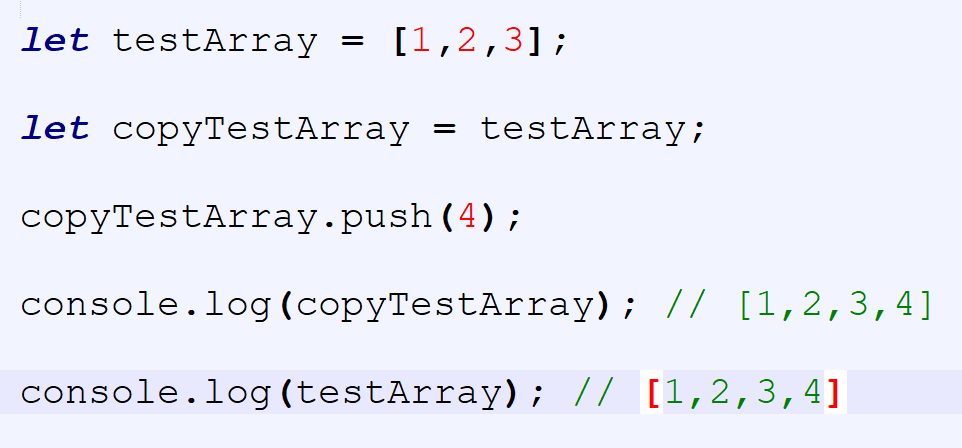 let testArray = [1,2,3];
let copyTestArray = testArray;
copyTestArray.push(4);
console.log(copyTestArray); // [1,2,3,4]
console.log(testArray); // [1,2,3,4]